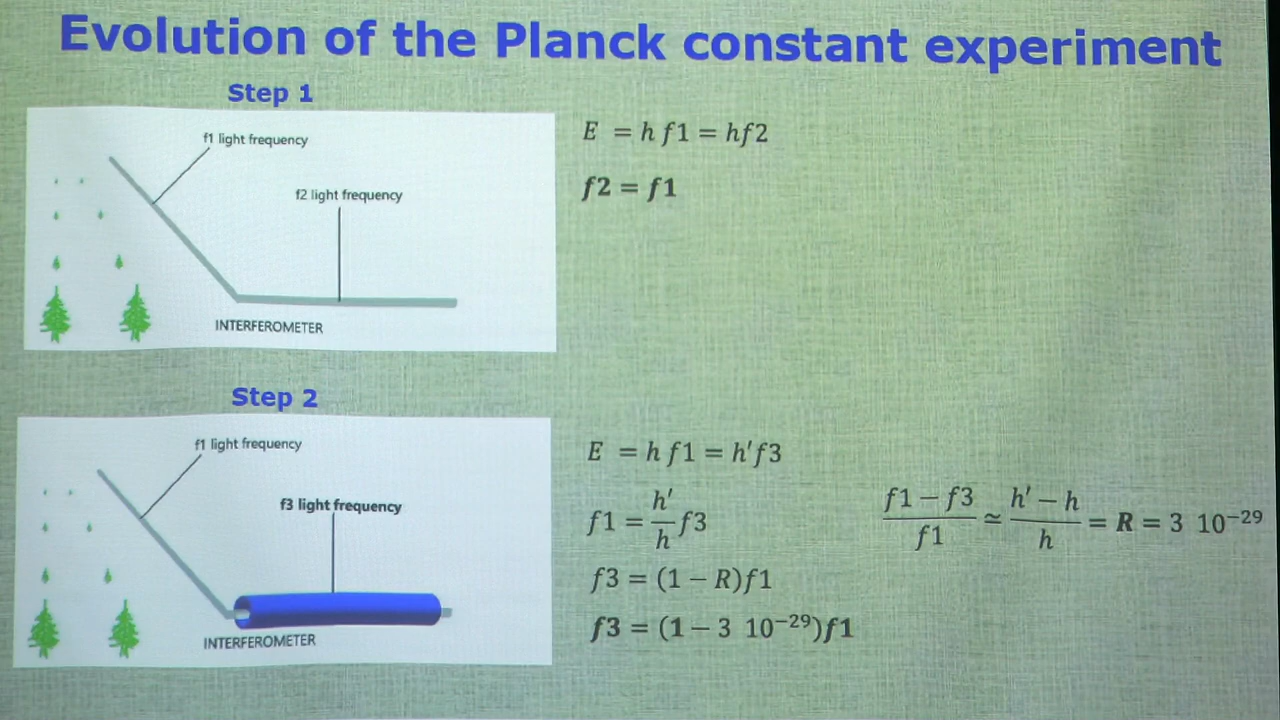 Evolution of the Planck constant experiment
Step 1
f1 light frequency
f2 light frequency
INTERFEROMETER
E = h f1 = hf2
f2 = f1
Step 2
f1 light frequency
f3 light frequency
INTERFEROMETER
E = h f1 = h'f3
f1 = h'/h f3
f1 − f3/f1 ≃ h' − h/h = R = 3 10⁻²⁹
f3 = (1 − R)f1
f3 = (1 − 3 10⁻²⁹)f1